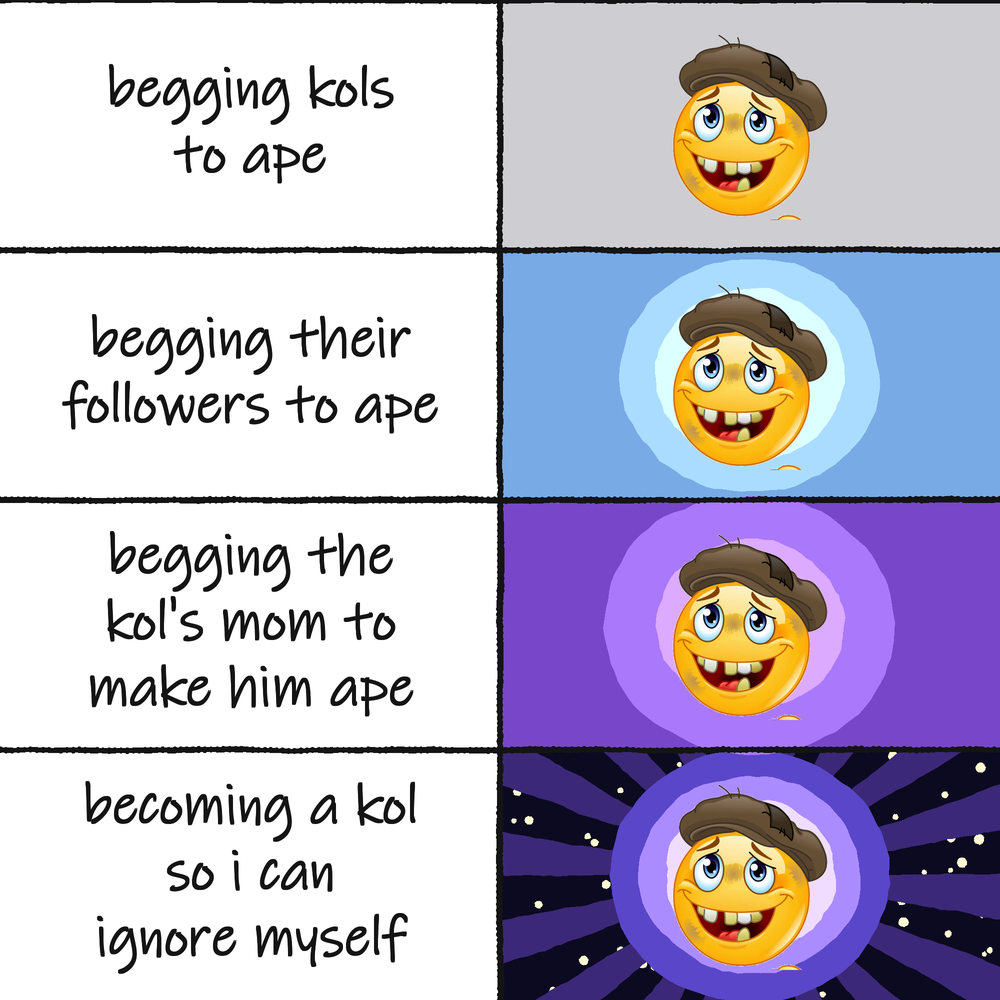 begging kols
to ape
begging their
followers to ape
begging the
kol's mom to
make him ape
becoming a kol
so i can
ignore myself